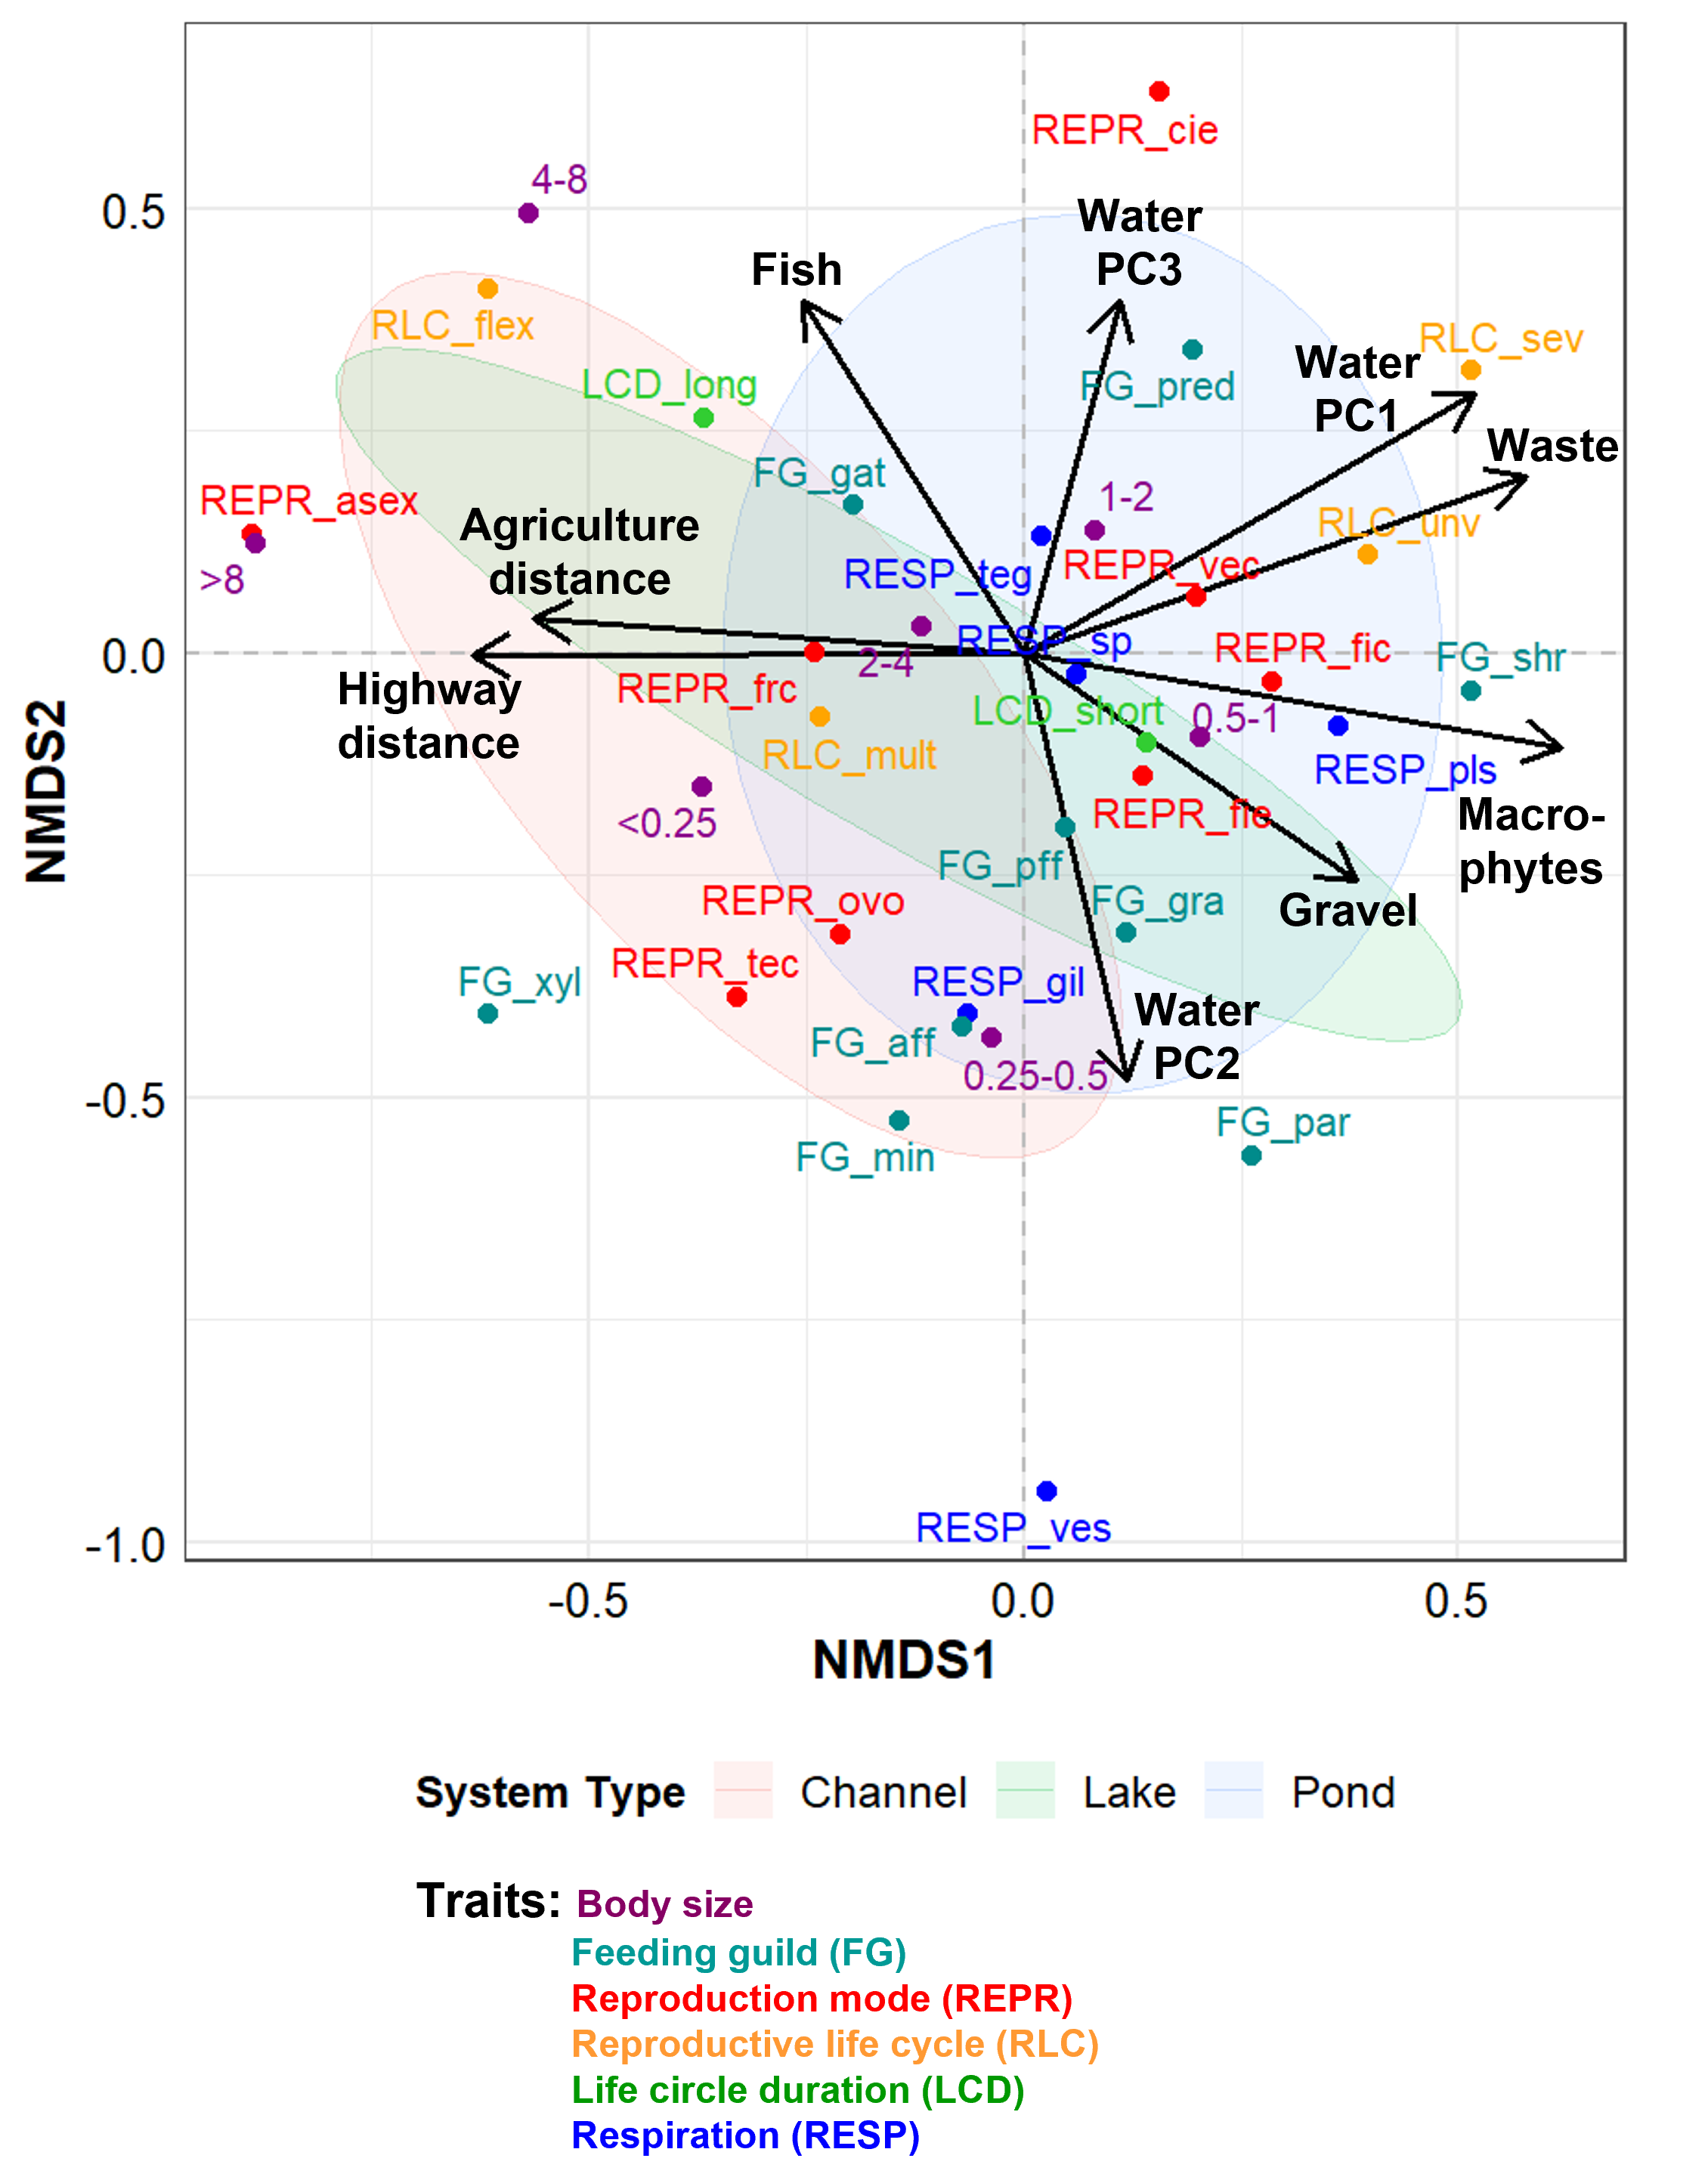 REPR_cie
4-8
0.5
Water
PC3
Fish
RLC_flex
RLC_sev
Water
PC1
LCD_long
FG_pred
Waste
FG_gat
REPR_asex
1-2
Agriculture
distance
RLC_unv
>8
RESP_teg
REPR_vec
0.0
RESP_sp
2-4
REPR_fic
FG_shr
Highway
distance
REPR_frc
LCD_short
0.5-1
RLC_mult
RESP_pls
<0.25
REPR_fie
Macro-
phytes
FG_pff
REPR_ovo
FG_gra
Gravel
REPR_tec
FG_xyl
RESP_gil
Water
PC2
FG_aff
0.25-0.5
-0.5
FG_par
FG_min
RESP_ves
-1.0
NMDS2
-0.5
0.0
0.5
NMDS1
System Type
Channel
Lake
Pond
Traits: Body size
Feeding guild (FG)
Reproduction mode (REPR)
Reproductive life cycle (RLC)
Life circle duration (LCD)
Respiration (RESP)